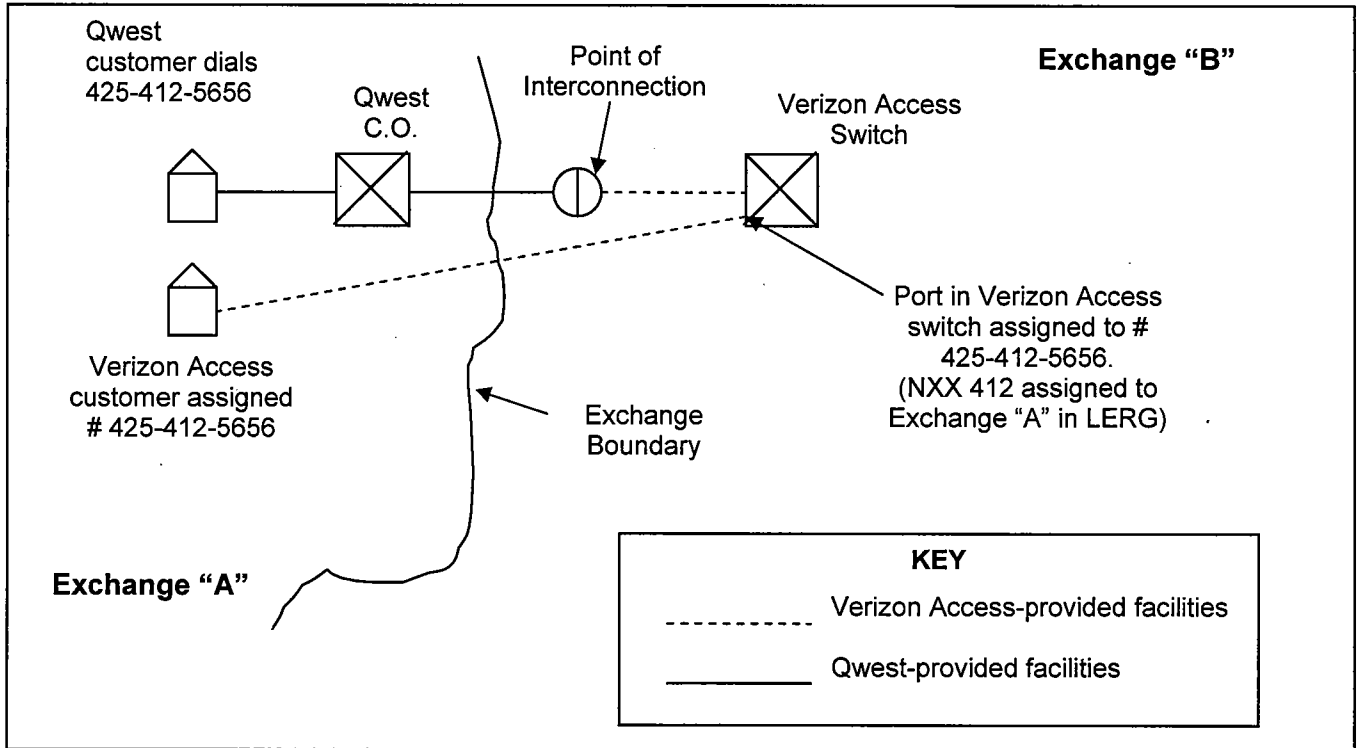 Qwest
customer dials
425-412-5656
Qwest
C.O.
Point of
Interconnection
Exchange “B”
Verizon Access
Switch
Verizon Access
customer assigned
# 425-412-5656
Exchange
Boundary
Port in Verizon Access
switch assigned to #
425-412-5656.
(NXX 412 assigned to
Exchange “A” in LERG)
Exchange “A”
KEY
Verizon Access-provided facilities
Qwest-provided facilities